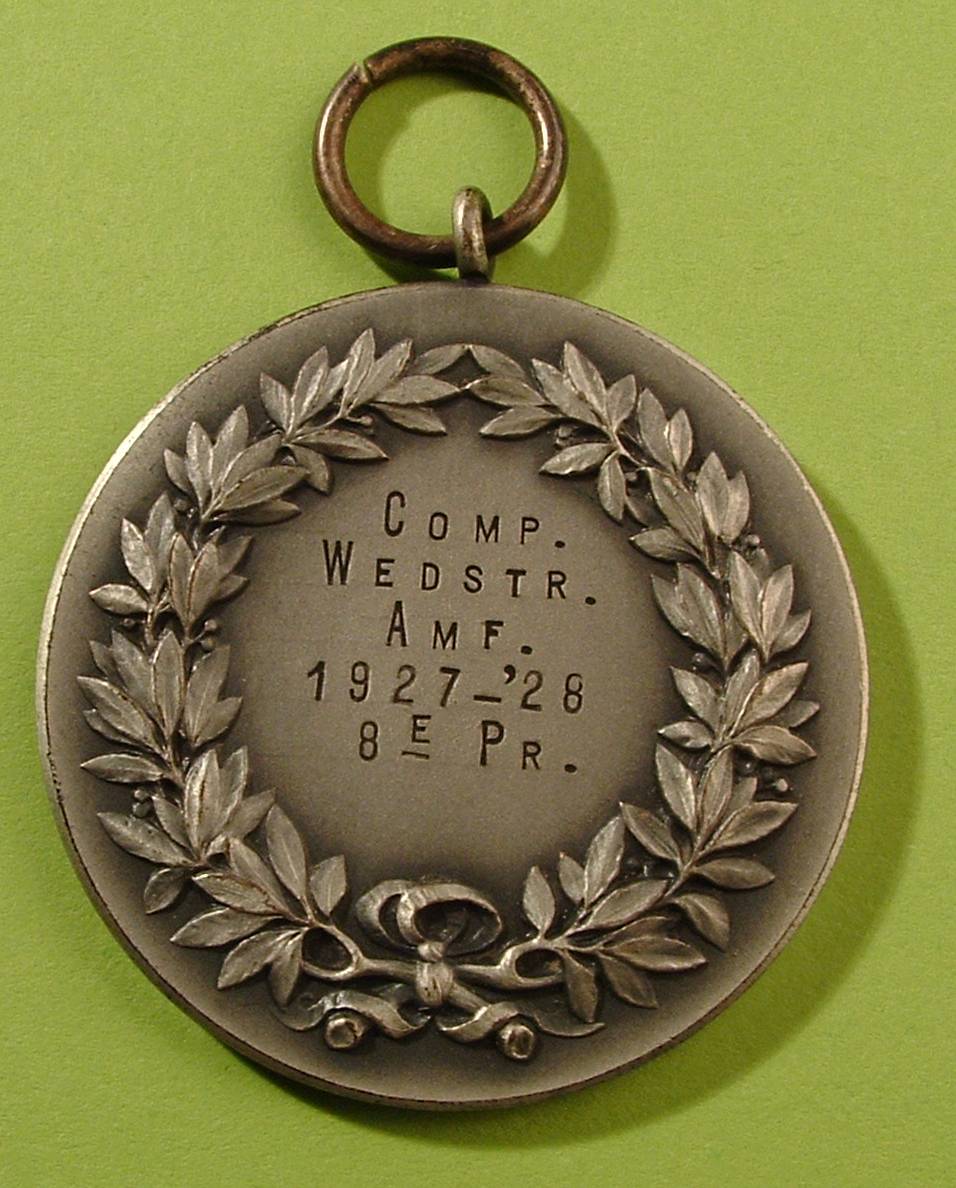 COMP.
WEDSTR.
AMF.
1927-'28
8E PR.